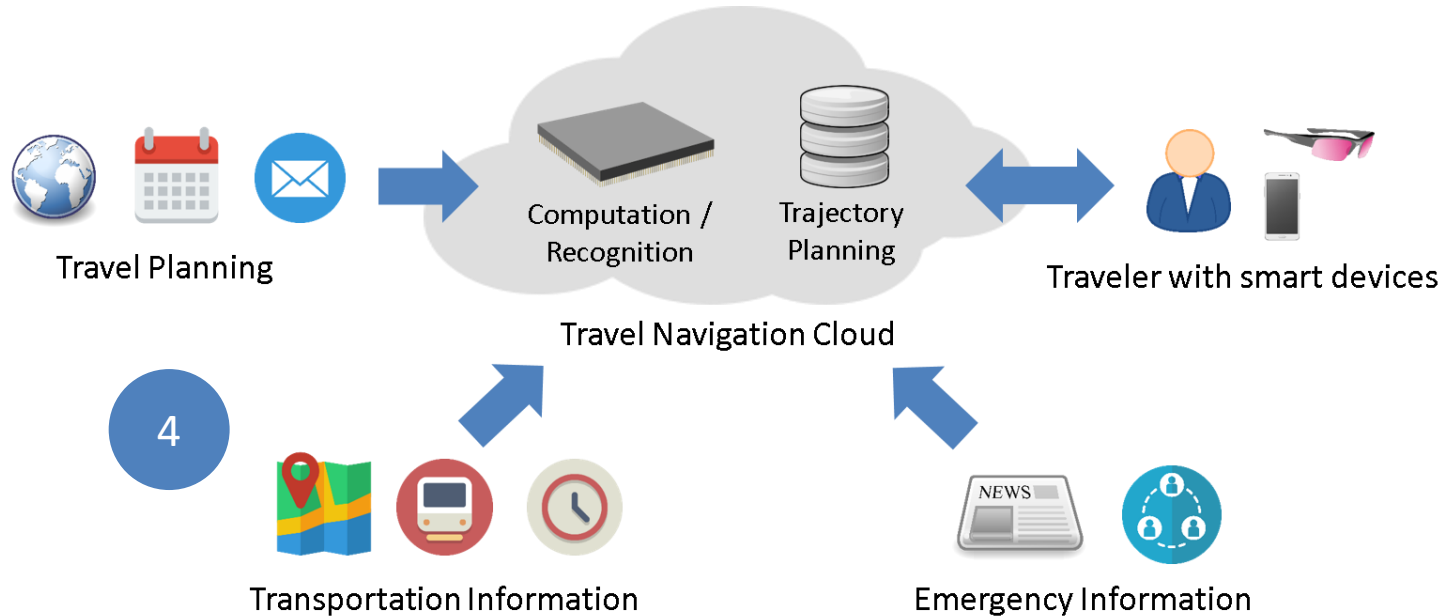 Computation /
Recognition
Trajectory
Planning
Travel Planning
Traveler with smart devices
Travel Navigation Cloud
4
NEWS
Transportation Information
Emergency Information